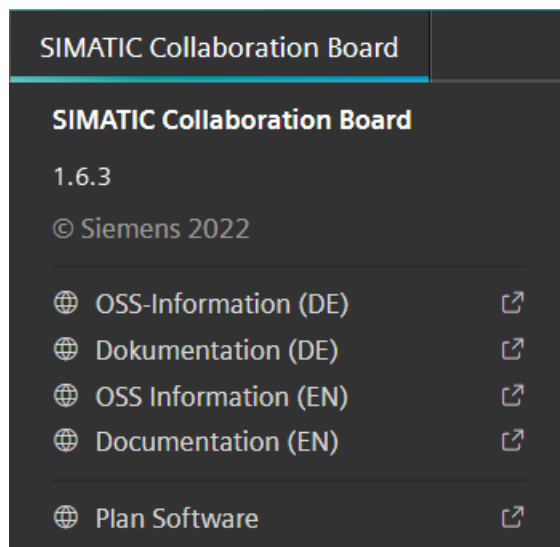 SIMATIC Collaboration Board
SIMATIC Collaboration Board
1.6.3
© Siemens 2022
OSS-Information (DE)
Dokumentation (DE)
OSS Information (EN)
Documentation (EN)
Plan Software